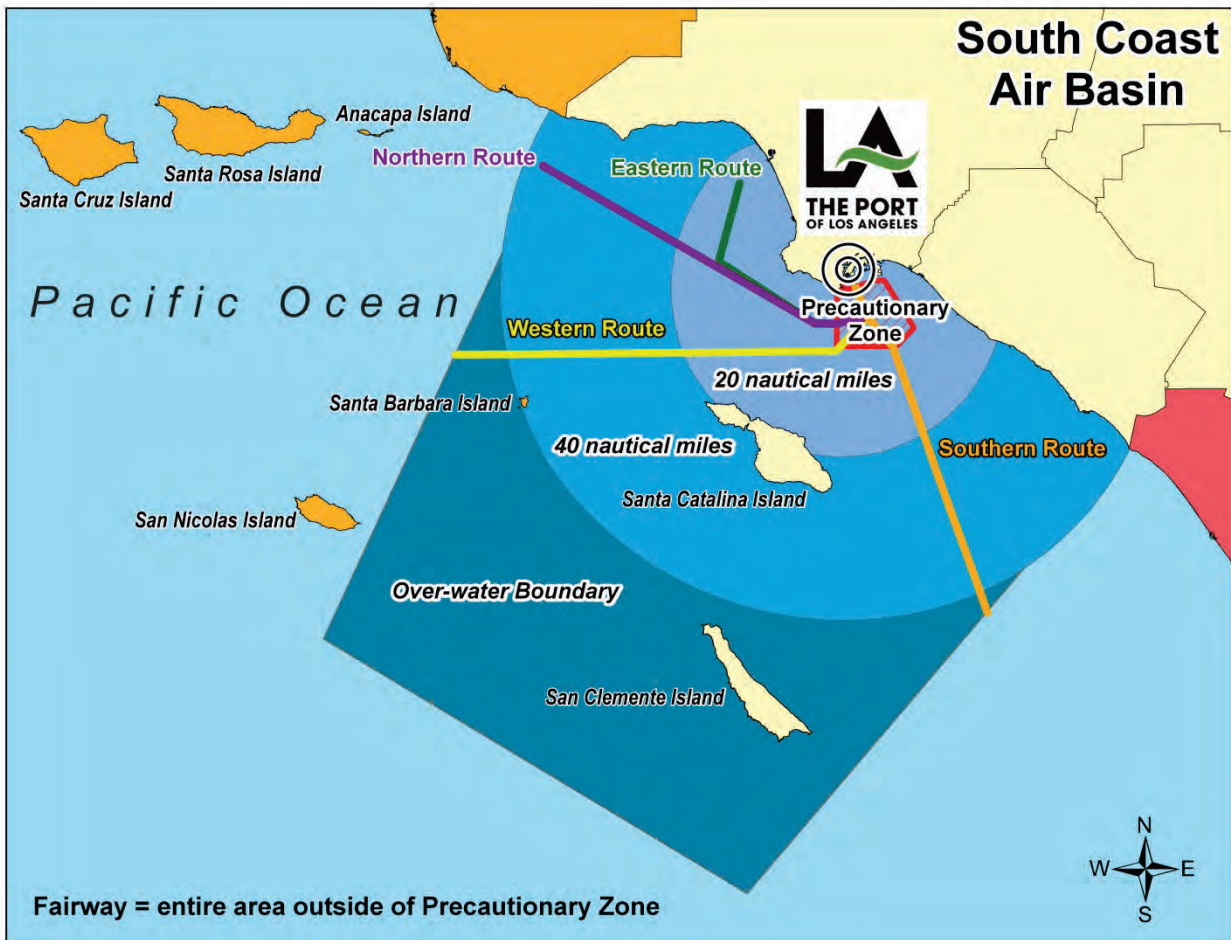 South Coast
Air Basin
Anacapa Island
Santa Rosa Island
Santa Cruz Island
Northern Route
Eastern Route
LA
THE PORT
OF LOS ANGELES
Pacific Ocean
Precautionary
Zone
Western Route
20 nautical miles
Santa Barbara Island
40 nautical miles
Southern Route
Santa Catalina Island
San Nicolas Island
Over-water Boundary
San Clemente Island
N
W E
S
Fairway = entire area outside of Precautionary Zone